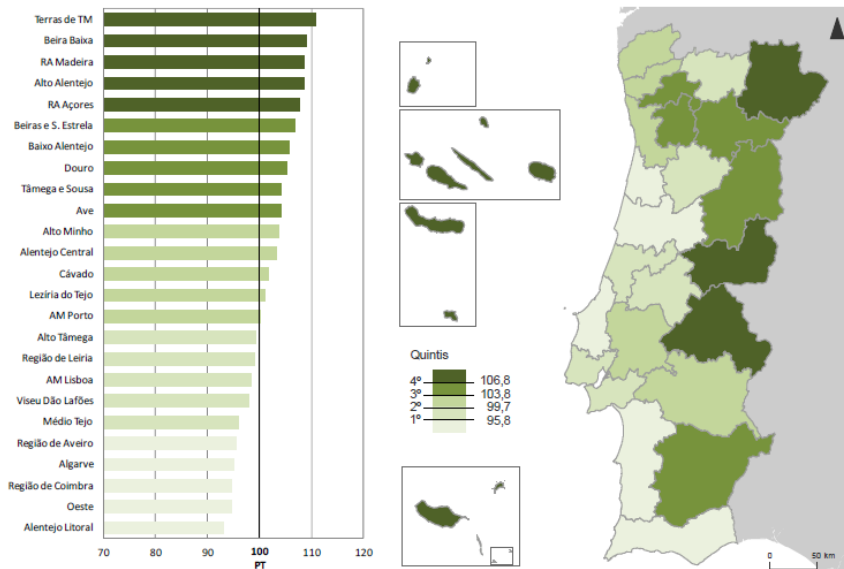 Terras de TM
Beira Baixa
RA Madeira
Alto Alentejo
RA Açores
Beiras e S. Estrela
Baixo Alentejo
Douro
Tâmega e Sousa
Ave
Alto Minho
Alentejo Central
Cávado
Lezíria do Tejo
AM Porto
Alto Tâmega
Região de Leiria
AM Lisboa
Viseu Dão Lafões
Médio Tejo
Região de Aveiro
Algarve
Região de Coimbra
Oeste
Alentejo Litoral
70 80 90 100 110 120
PT
Quintis
4º 106,8
3º 103,8
2º 99,7
1º 95,8
0 50 km